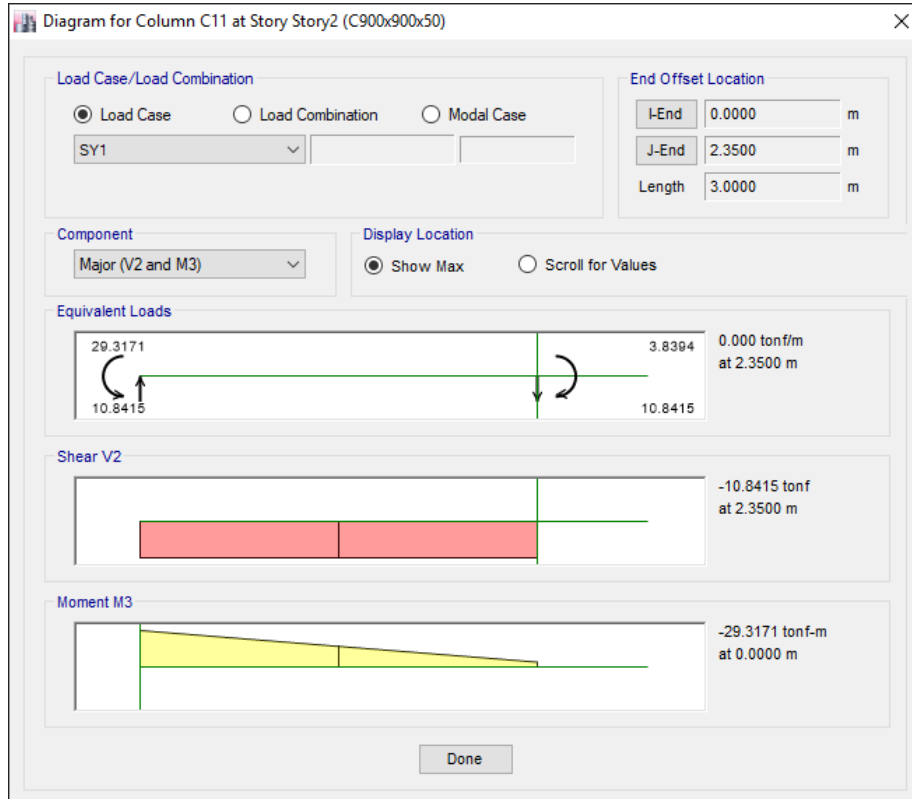 Diagram for Column C11 at Story Story2 (C900x900x50)
Load Case/Load Combination
Load Case
Load Combination
Modal Case
SY1
End Offset Location
I-End
0.0000
m
J-End
2.3500
m
Length
3.0000
m
Component
Major (V2 and M3)
Display Location
Show Max
Scroll for Values
Equivalent Loads
29.3171
3.8394
10.8415
10.8415
0.000 tonf/m
at 2.3500 m
Shear V2
-10.8415 tonf
at 2.3500 m
Moment M3
-29.3171 tonf-m
at 0.0000 m
Done